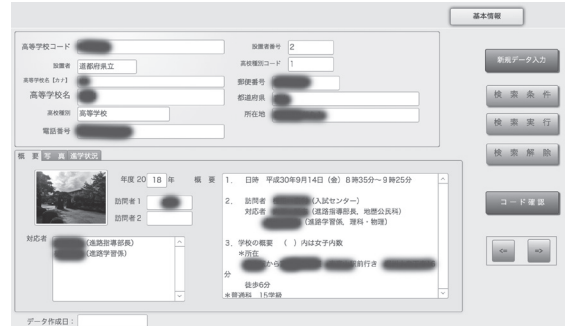 基本情報
高等学校コード
設置者 道都府県立
高等学校名【カナ】
高等学校名
高校種別 高等学校
電話番号
設置者番号 2
高校種別コード 1
郵便番号
都道府県
所在地
新規データ入力
検索条件
検索実行
検索解除
コード確認
<=
=>
概要 写真 進学状況
年度 20 18 年
訪問者1
訪問者2
対応者
(進路指導部長)
(進路学習係)
概要
1. 日時 平成30年9月14日（金）8時35分～9時25分
2. 訪問者 (入試センター)
対応者 (進路指導部長，地歴公民科)
(進路学習係，理科・物理)
3．学校の概要 （ ）内は女子内数
＊所在
から 前行き
分
徒歩6分
＊普通科 15学級
データ作成日：